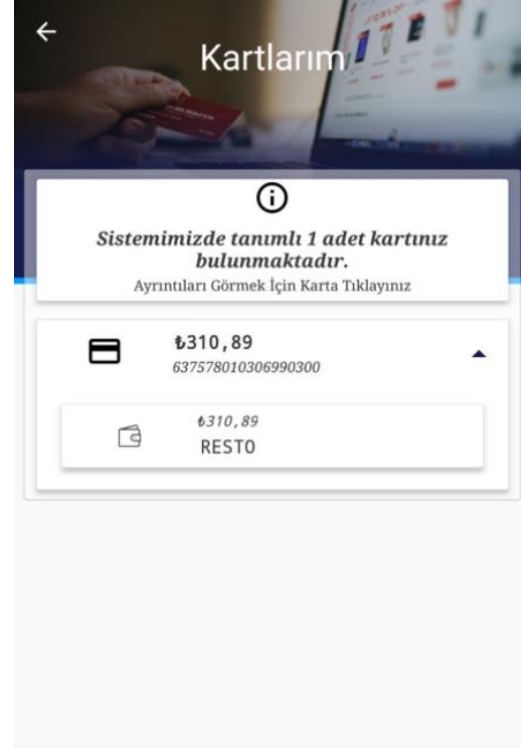 Kartlarım
Sistemimizde tanımlı 1 adet kartınız
bulunmaktadır.
Ayrıntıları Görmek İçin Karta Tıklayınız
₺310,89
637578010306990300
₺310,89
RESTO